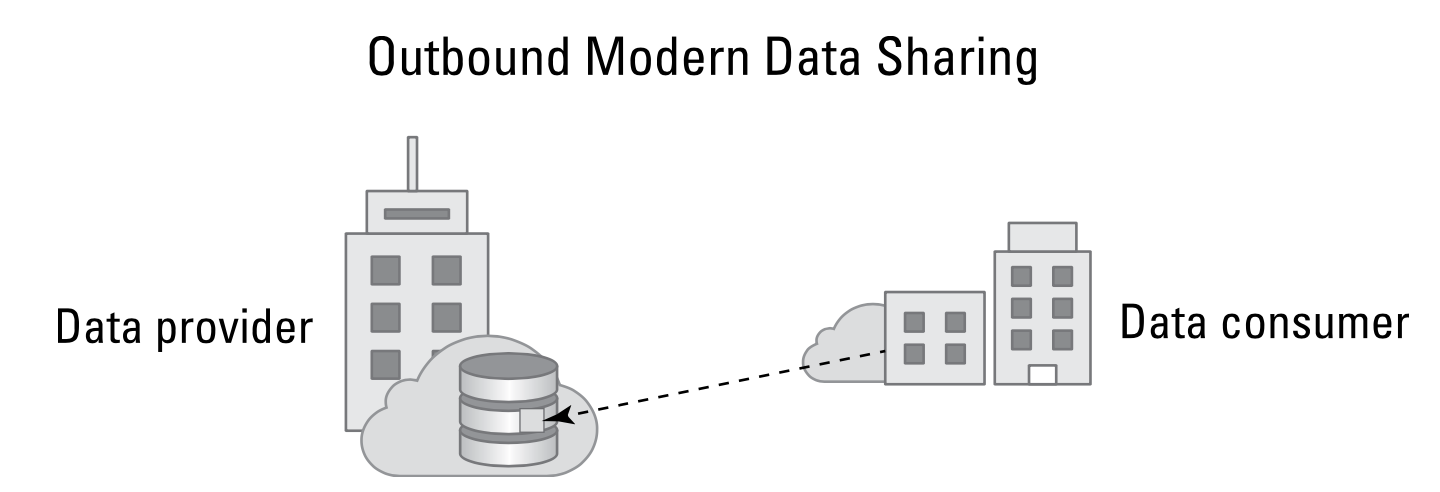 Outbound Modern Data Sharing
Data provider
Data consumer